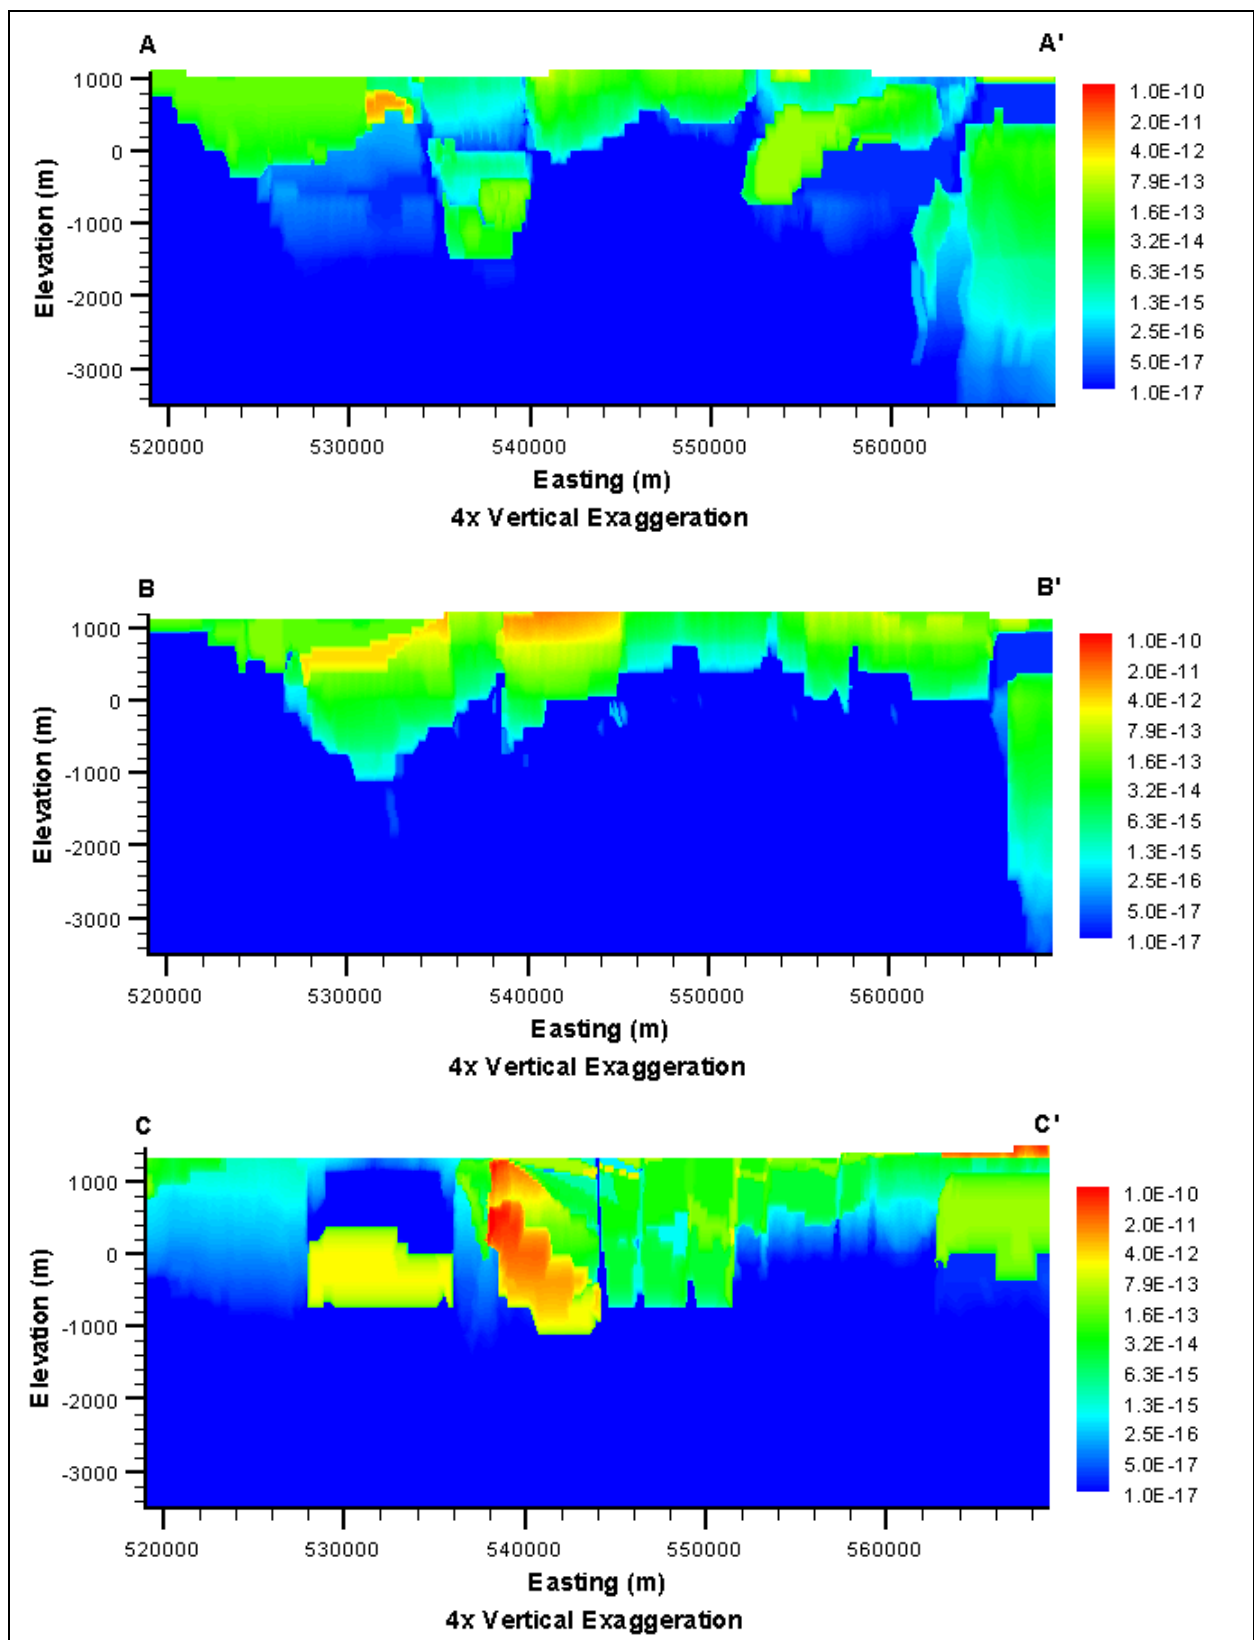 A A'
1000
0
-1000
-2000
-3000
Elevation (m)
520000 530000 540000 550000 560000
Easting (m)
4x Vertical Exaggeration
1.0E-10
2.0E-11
4.0E-12
7.9E-13
1.6E-13
3.2E-14
6.3E-15
1.3E-15
2.5E-16
5.0E-17
1.0E-17
B B'
1000
0
-1000
-2000
-3000
Elevation (m)
520000 530000 540000 550000 560000
Easting (m)
4x Vertical Exaggeration
1.0E-10
2.0E-11
4.0E-12
7.9E-13
1.6E-13
3.2E-14
6.3E-15
1.3E-15
2.5E-16
5.0E-17
1.0E-17
C C'
1000
0
-1000
-2000
-3000
Elevation (m)
520000 530000 540000 550000 560000
Easting (m)
4x Vertical Exaggeration
1.0E-10
2.0E-11
4.0E-12
7.9E-13
1.6E-13
3.2E-14
6.3E-15
1.3E-15
2.5E-16
5.0E-17
1.0E-17